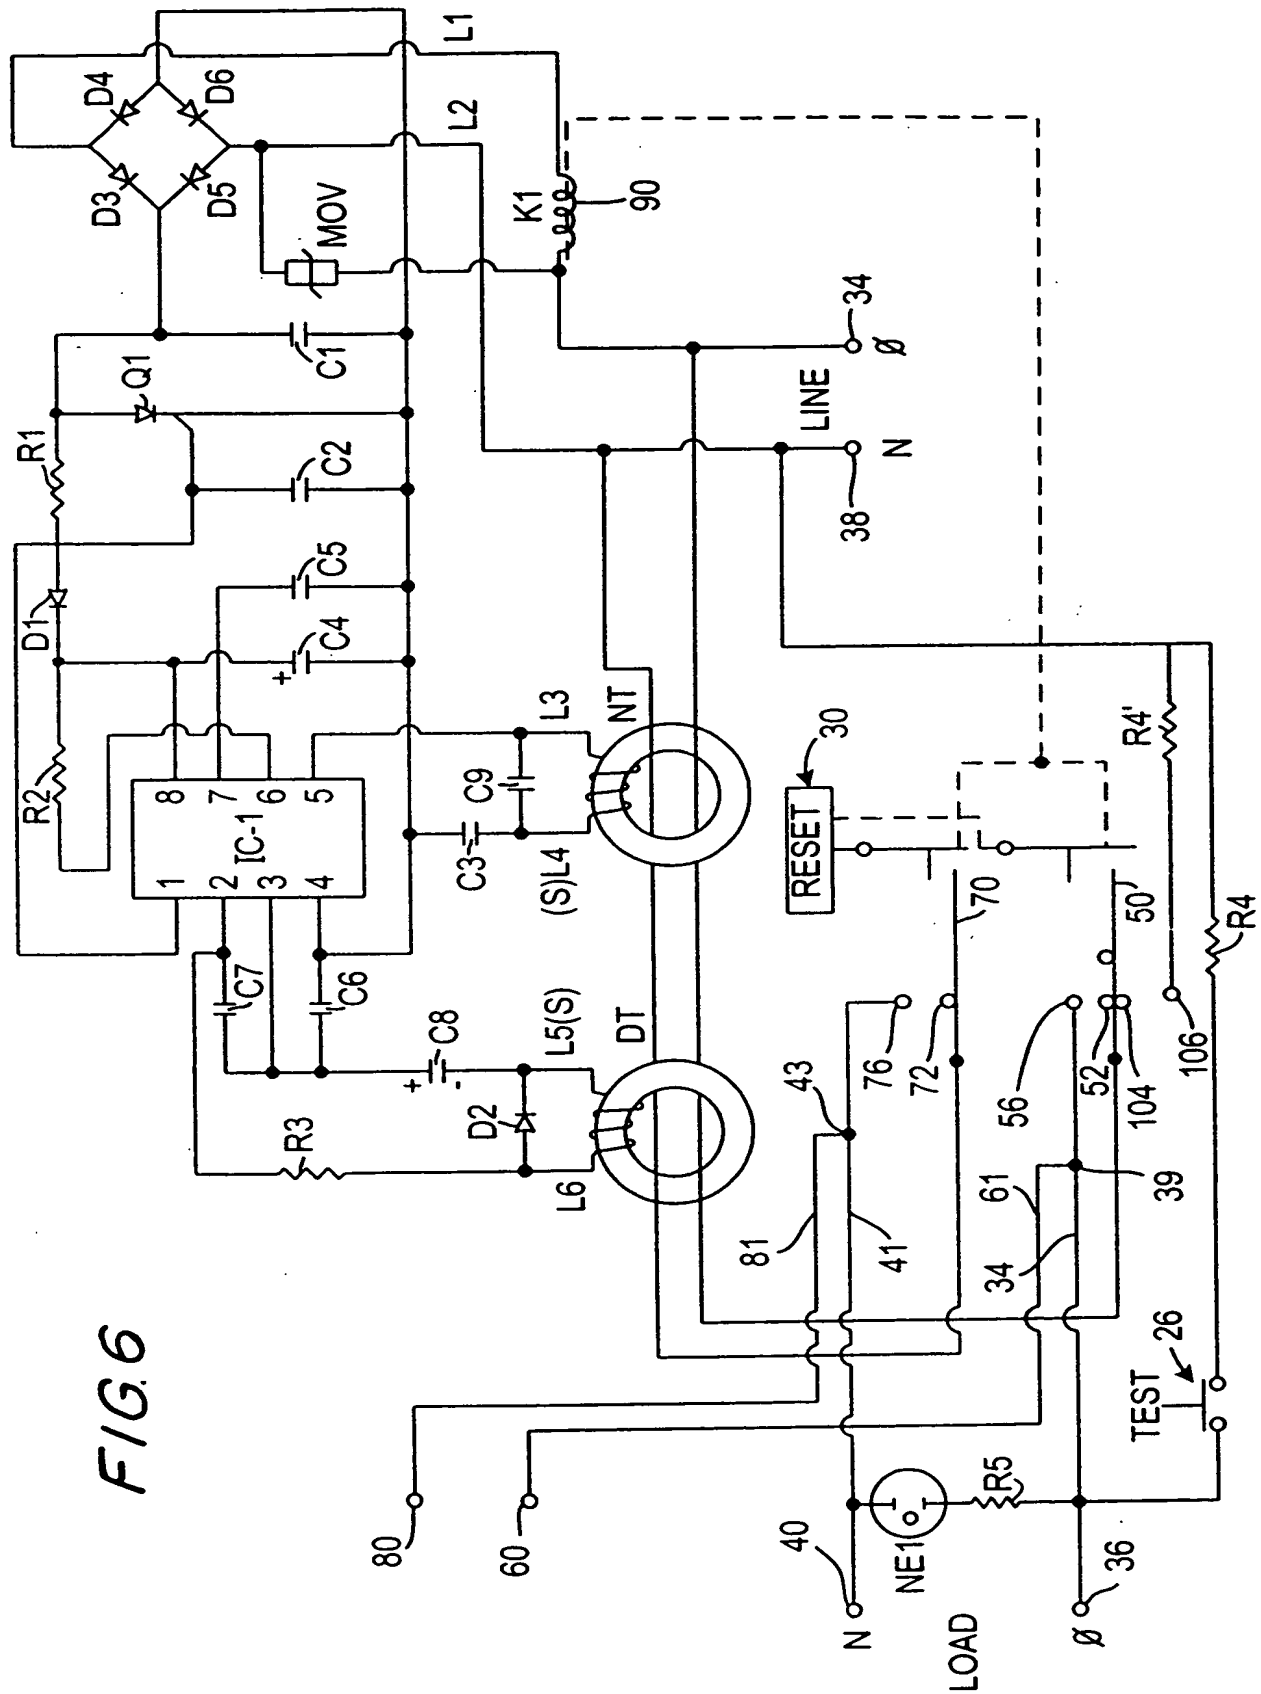 FIG.6
D4
D6
D3
D5
L1
L2
MOV
K1
90
C1
Q1
R1
C2
C5
D1
C4
+
R2
8
7
6
5
IC-1
1
2
3
4
C7
C6
C3
C9
L3
(S)L4
NT
34
Ø
LINE
38
N
30
RESET
R4'
70
50
R4
106
76
72
56
52
104
C8
+
-
L5(S)
DT
D2
R3
L6
43
81
41
61
34
39
26
TEST
80
60
40
N
NE1
R5
LOAD
36
Ø